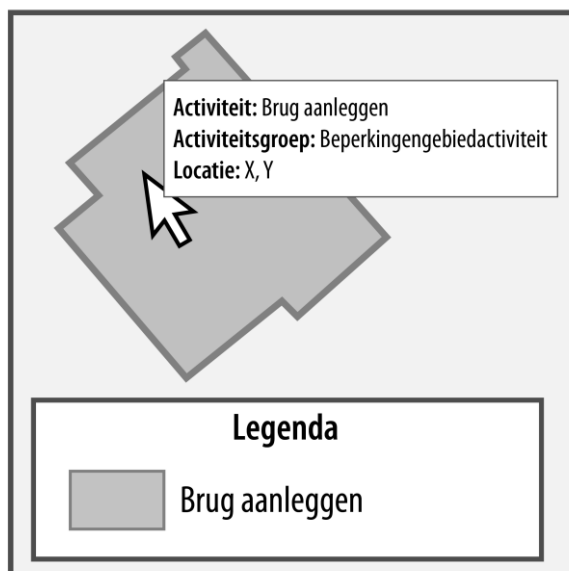 Activiteit: Brug aanleggen
Activiteitsgroep: Beperkingengebiedactiviteit
Locatie: X, Y
Legenda
Brug aanleggen